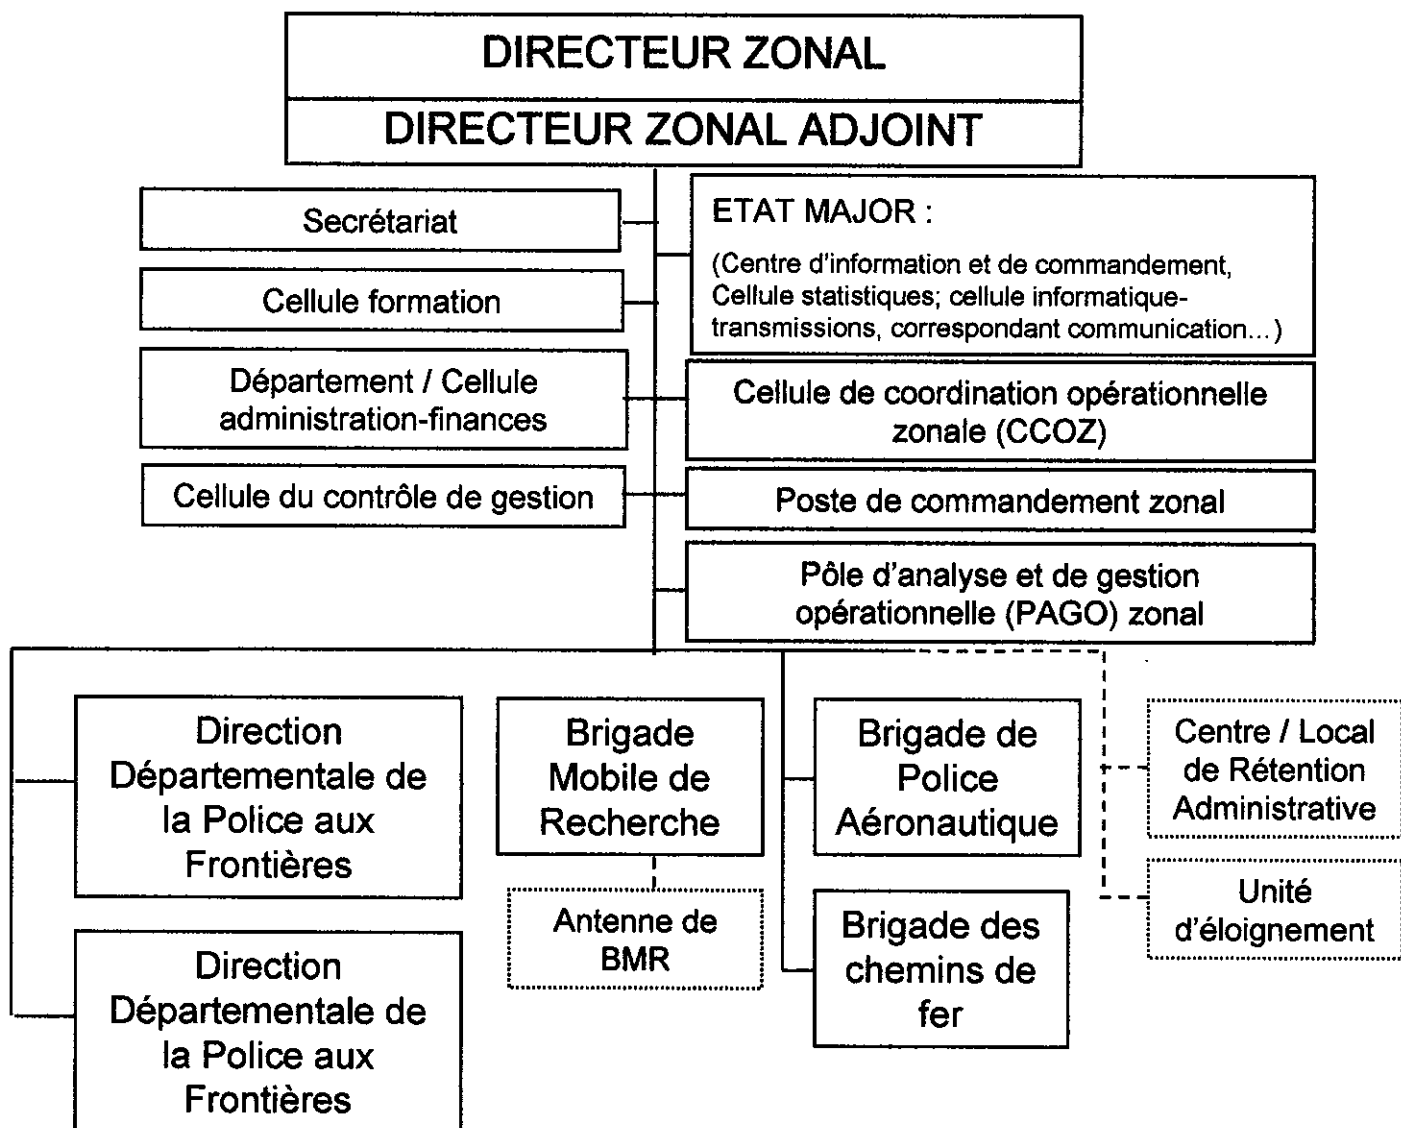 DIRECTEUR ZONAL
DIRECTEUR ZONAL ADJOINT
Secrétariat
Cellule formation
Département / Cellule
administration-finances
Cellule du contrôle de gestion
ETAT MAJOR :
(Centre d'information et de commandement,
Cellule statistiques; cellule informatique-
transmissions, correspondant communication...)
Cellule de coordination opérationnelle
zonale (CCOZ)
Poste de commandement zonal
Pôle d'analyse et de gestion
opérationnelle (PAGO) zonal
Direction
Départementale de
la Police aux
Frontières
Direction
Départementale de
la Police aux
Frontières
Brigade
Mobile de
Recherche
Antenne de
BMR
Brigade de
Police
Aéronautique
Brigade des
chemins de
fer
Centre / Local
de Rétention
Administrative
Unité
d'éloignement